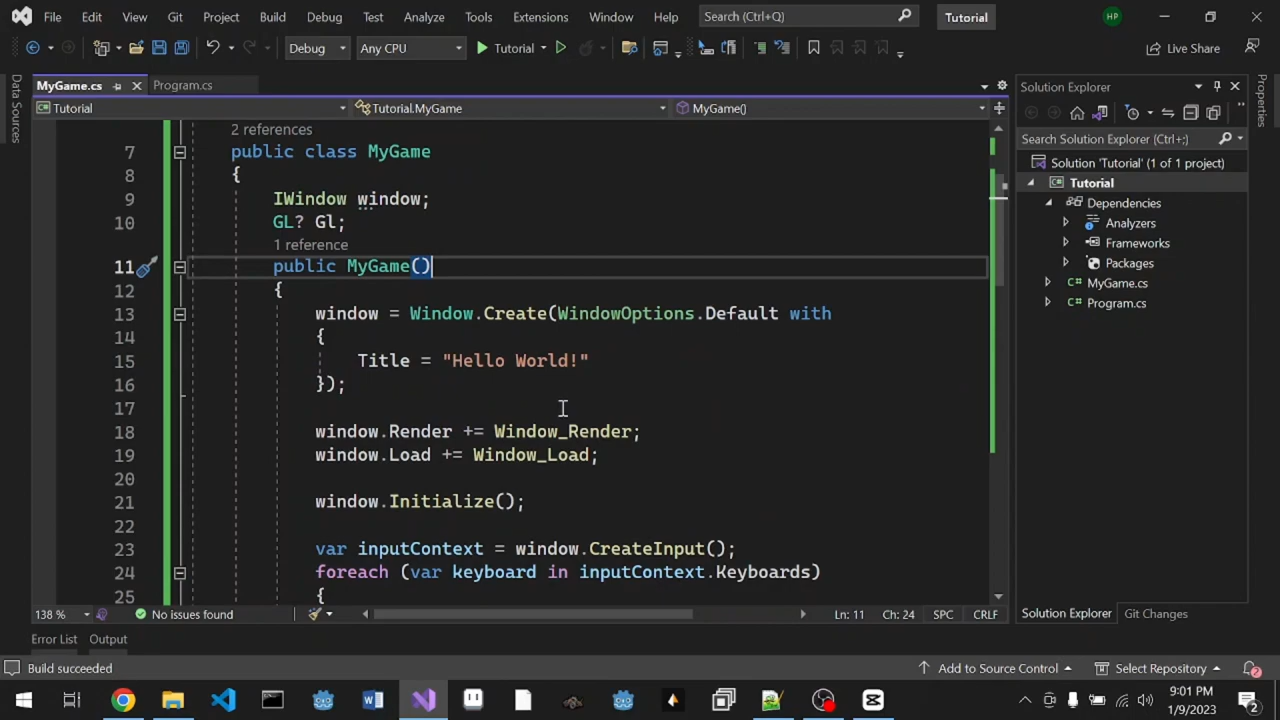 File Edit View Git Project Build Debug Test Analyze Tools Extensions Window Help Search (Ctrl+Q) Tutorial HP
Debug Any CPU Tutorial Live Share
MyGame.cs Program.cs
Tutorial Tutorial.MyGame MyGame()
Data Sources
2 references
7 public class MyGame
8 {
9 IWindow window;
10 GL? Gl;
1 reference
11 public MyGame()
12 {
13 window = Window.Create(WindowOptions.Default with
14 {
15 Title = "Hello World!"
16 });
17
18 window.Render += Window_Render;
19 window.Load += Window_Load;
20
21 window.Initialize();
22
23 var inputContext = window.CreateInput();
24 foreach (var keyboard in inputContext.Keyboards)
25 {
138 % No issues found Ln: 11 Ch: 24 SPC CRLF
Solution Explorer
Search Solution Explorer (Ctrl+;)
Solution 'Tutorial' (1 of 1 project)
Tutorial
Dependencies
Analyzers
Frameworks
Packages
MyGame.cs
Program.cs
Solution Explorer Git Changes
Properties
Error List Output
Build succeeded Add to Source Control Select Repository 2
9:01 PM
1/9/2023
2